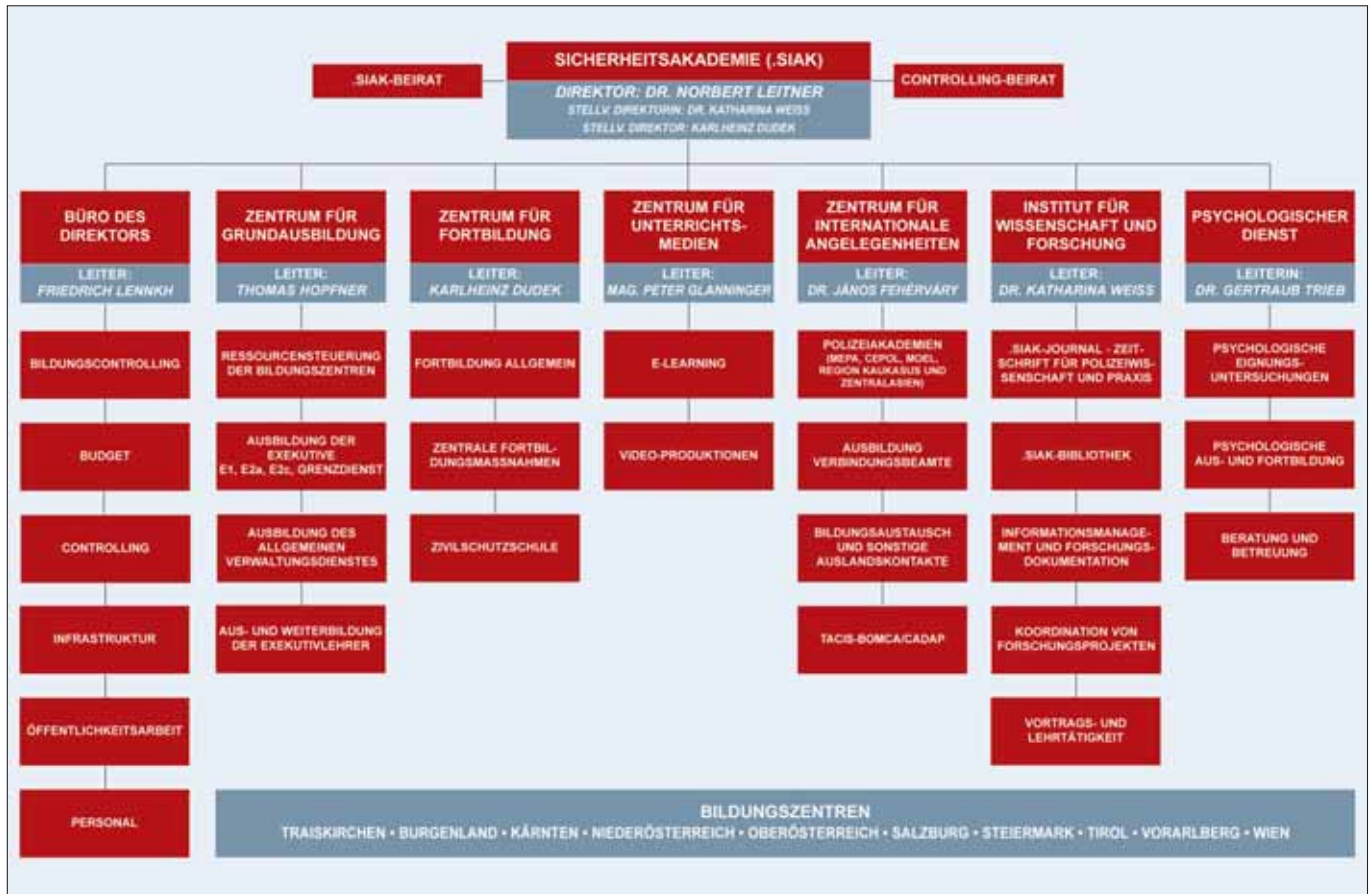 SICHERHEITSAKADEMIE (.SIAK)
.SIAK-BEIRAT
CONTROLLING-BEIRAT
DIREKTOR: DR. NORBERT LEITNER
STELLV. DIREKTORIN: DR. KATHARINA WEISS
STELLV. DIREKTOR: KARLHEINZ DUDEK
BÜRO DES
DIREKTORS
LEITER:
FRIEDRICH LENNKH
BILDUNGSCONTROLLING
BUDGET
CONTROLLING
INFRASTRUKTUR
ÖFFENTLICHKEITSARBEIT
PERSONAL
ZENTRUM FÜR
GRUNDAUSBILDUNG
LEITER:
THOMAS HOPFNER
RESSOURCENSTEUERUNG
DER BILDUNGSZENTREN
AUSBILDUNG DER
EXEKUTIVE
E1, E2a, E2c, GRENZDIENST
AUSBILDUNG DES
ALLGEMEINEN
VERWALTUNGSDIENSTES
AUS- UND WEITERBILDUNG
DER EXEKUTIVLEHRER
ZENTRUM FÜR
FORTBILDUNG
LEITER:
KARLHEINZ DUDEK
FORTBILDUNG ALLGEMEIN
ZENTRALE FORTBIL-
DUNGSMASSNAHMEN
ZIVILSCHUTZSCHULE
ZENTRUM FÜR
UNTERRICHTS-
MEDIEN
LEITER:
MAG. PETER GLANNINGER
E-LEARNING
VIDEO-PRODUKTIONEN
ZENTRUM FÜR
INTERNATIONALE
ANGELEGENHEITEN
LEITER:
DR. JÁNOS FEHÉRVÁRY
POLIZEIAKADEMIEN
(MEPA, CEPOL, MOEL,
REGION KAUKASUS UND
ZENTRALASIEN)
AUSBILDUNG
VERBINDUNGSBEAMTE
BILDUNGSAUSTAUSCH
UND SONSTIGE
AUSLANDSKONTAKTE
TACIS-BOMCA/CADAP
INSTITUT FÜR
WISSENSCHAFT UND
FORSCHUNG
LEITER:
DR. KATHARINA WEISS
.SIAK-JOURNAL - ZEIT-
SCHRIFT FÜR POLIZEIWIS-
SENSCHAFT UND PRAXIS
.SIAK-BIBLIOTHEK
INFORMATIONSMANAGE-
MENT UND FORSCHUNGS-
DOKUMENTATION
KOORDINATION VON
FORSCHUNGSPROJEKTEN
VORTRAGS- UND
LEHRTÄTIGKEIT
PSYCHOLOGISCHER
DIENST
LEITERIN:
DR. GERTRAUB TRIEB
PSYCHOLOGISCHE
EIGNUNGS-
UNTERSUCHUNGEN
PSYCHOLOGISCHE
AUS- UND FORTBILDUNG
BERATUNG UND
BETREUUNG
BILDUNGSZENTREN
TRAISKIRCHEN • BURGENLAND • KÄRNTEN • NIEDERÖSTERREICH • OBERÖSTERREICH • SALZBURG • STEIERMARK • TIROL • VORARLBERG • WIEN